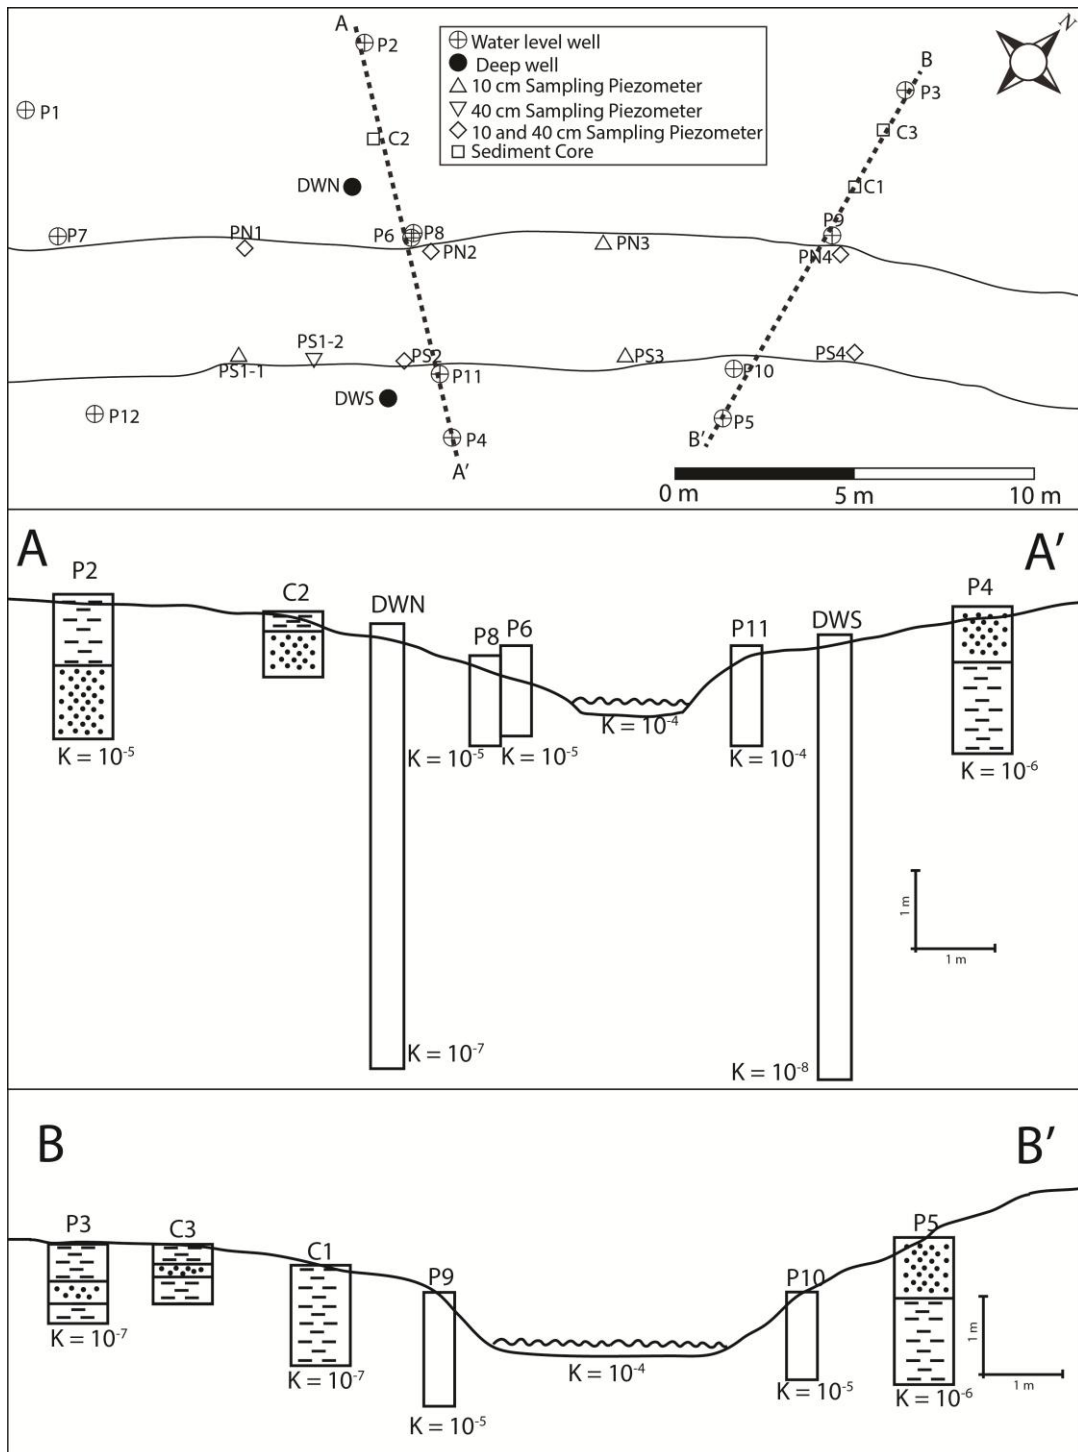 N
A
P2
P1
C2
DWN
P7
PN1
P6
P8
PN2
PN3
Water level well
Deep well
10 cm Sampling Piezometer
40 cm Sampling Piezometer
10 and 40 cm Sampling Piezometer
Sediment Core
B
P3
C3
C1
P9
PN4
PS1-1
PS1-2
PS2
P11
PS3
P10
PS4
P12
DWS
P4
A'
P5
B'
0 m
5 m
10 m
A
A'
P2
C2
DWN
P8
P6
P11
DWS
P4
K = 10-5
K = 10-5
K = 10-5
K = 10-4
K = 10-4
K = 10-6
1 m
1 m
K = 10-7
K = 10-8
B
B'
P3
C3
C1
P9
P10
P5
K = 10-7
K = 10-7
K = 10-5
K = 10-4
K = 10-5
K = 10-6
1 m
1 m